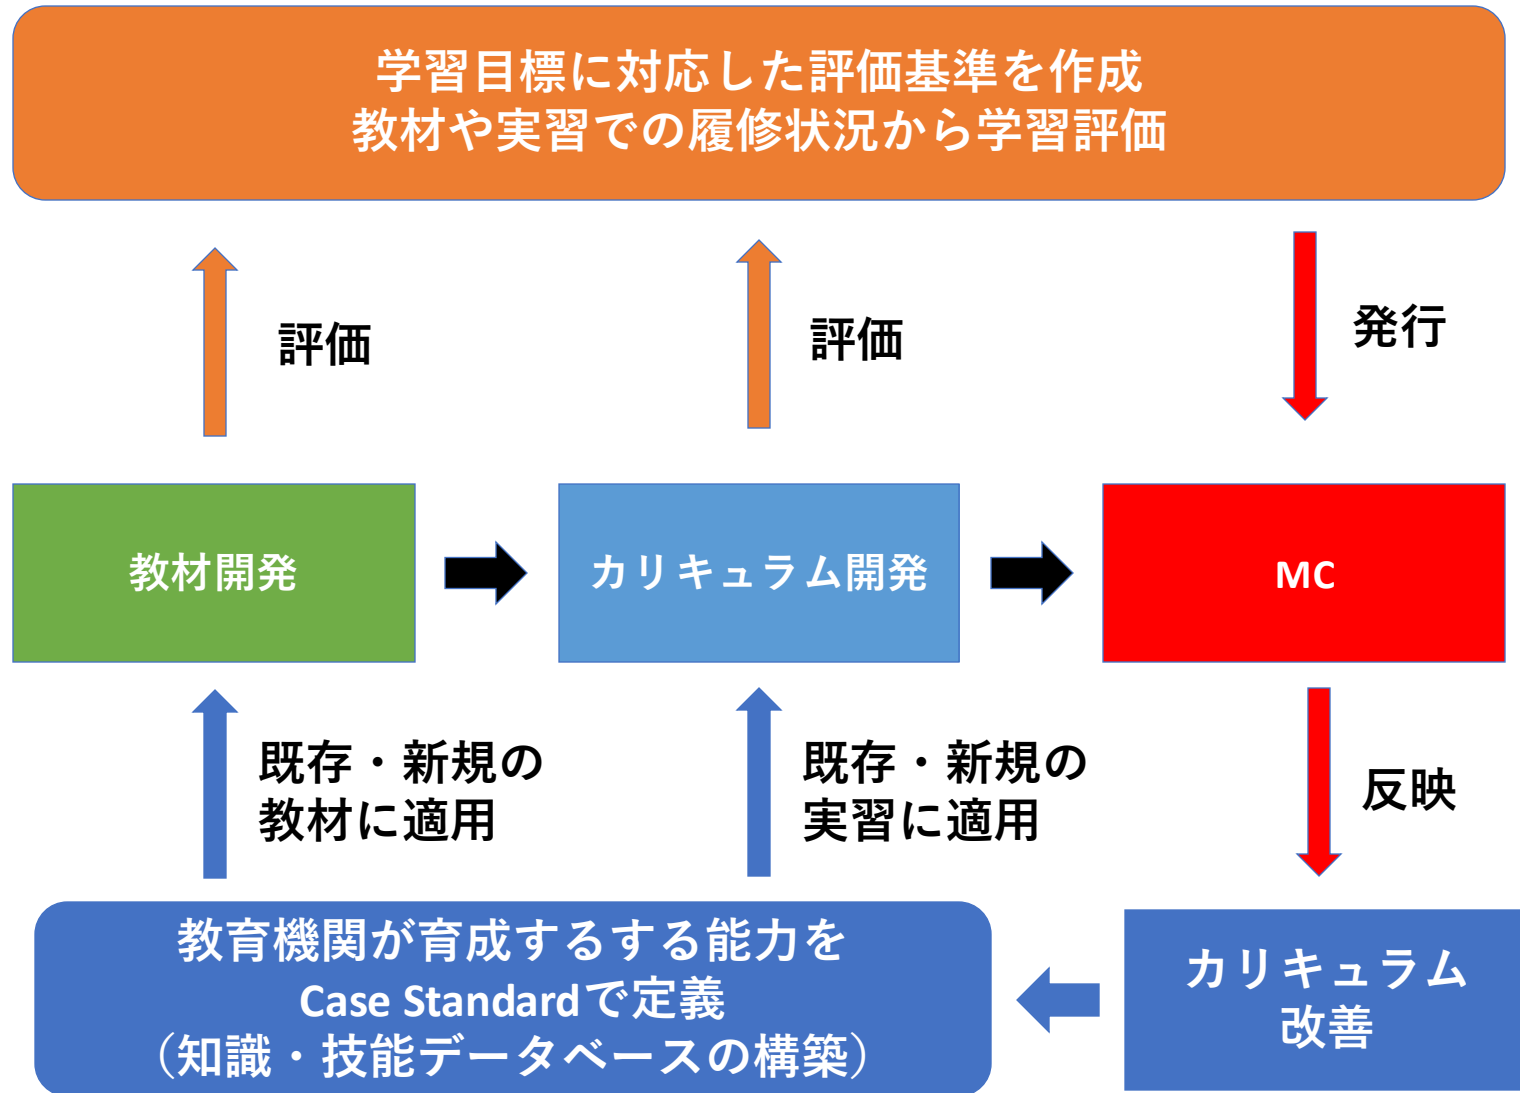 学習目標に対応した評価基準を作成
教材や実習での履修状況から学習評価
評価
評価
発行
教材開発
カリキュラム開発
MC
既存・新規の
教材に適用
既存・新規の
実習に適用
反映
教育機関が育成するする能力を
Case Standardで定義
（知識・技能データベースの構築）
カリキュラム
改善